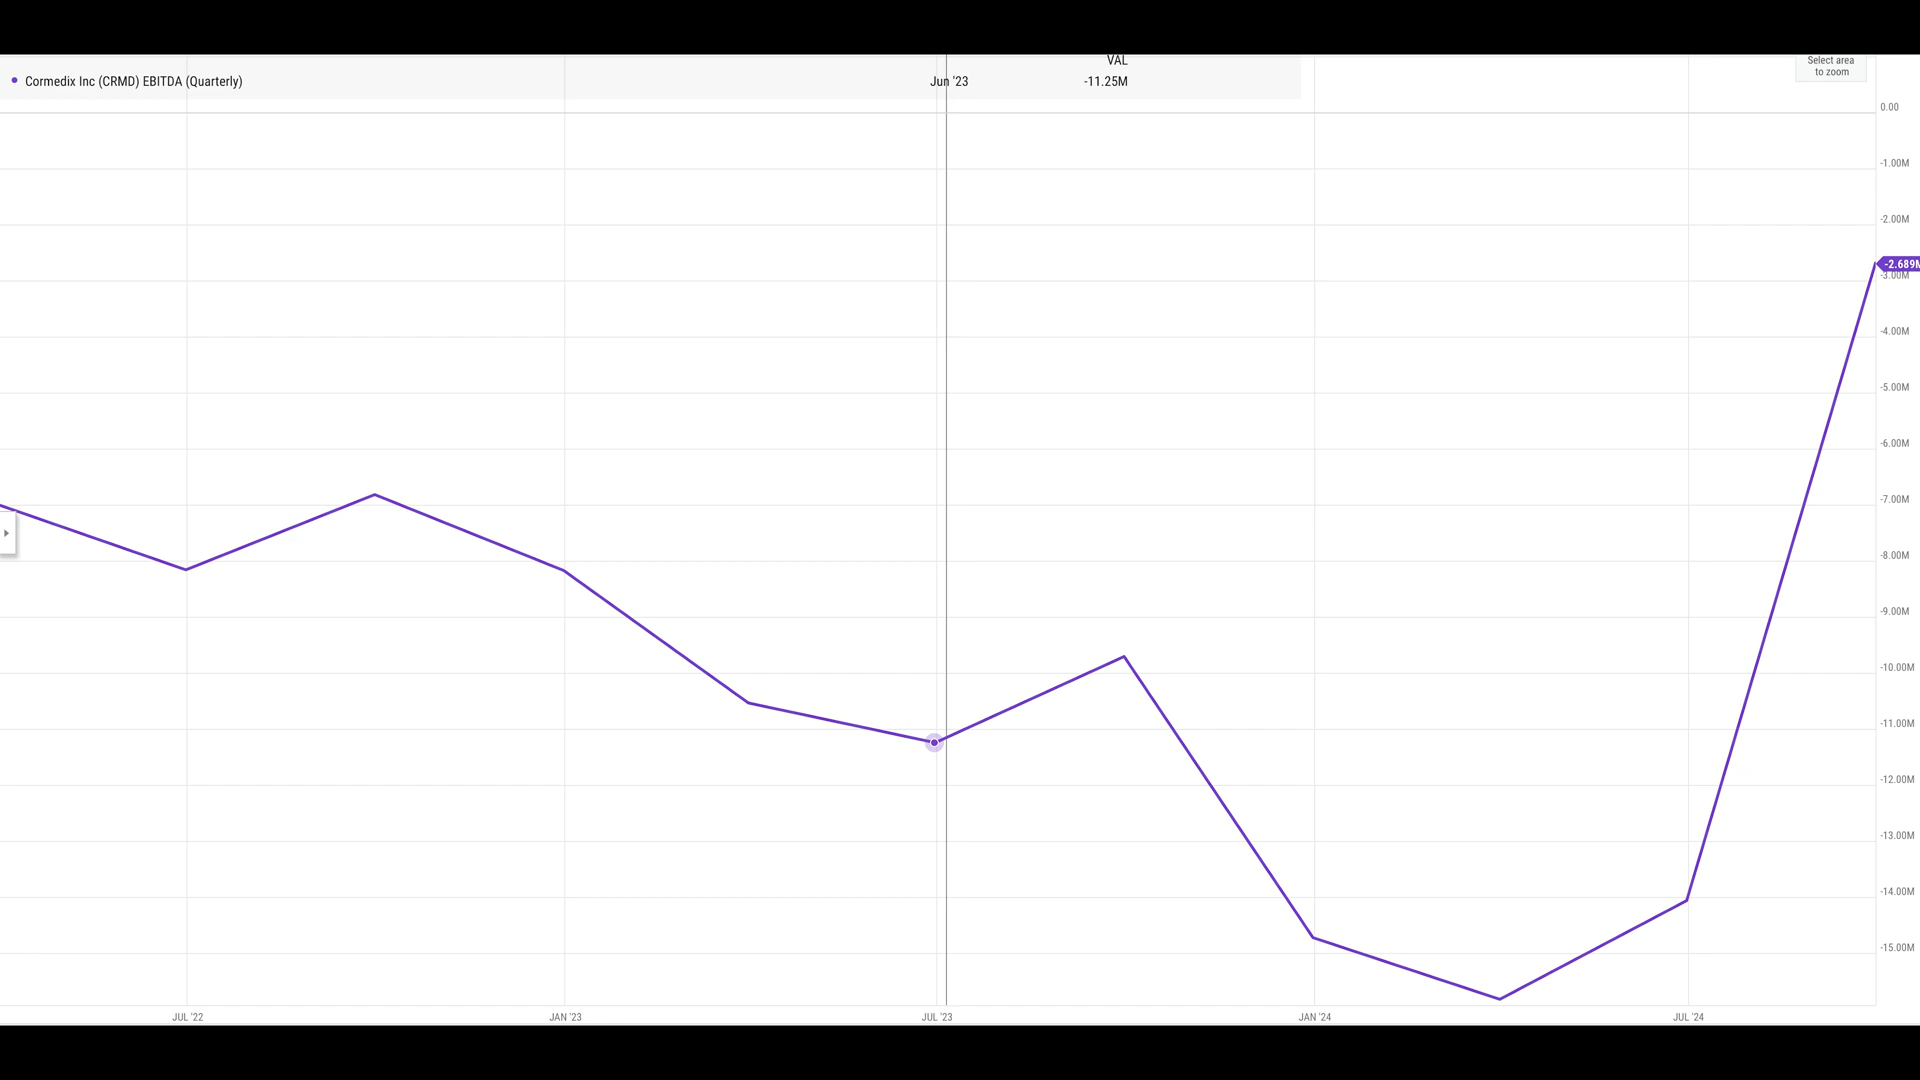 VAL
Cormedix Inc (CRMD) EBITDA (Quarterly) Jun '23 -11.25M
Select area
to zoom
0.00
-1.00M
-2.00M
-2.689M
-3.00M
-4.00M
-5.00M
-6.00M
-7.00M
-8.00M
-9.00M
-10.00M
-11.00M
-12.00M
-13.00M
-14.00M
-15.00M
JUL '22 JAN '23 JUL '23 JAN '24 JUL '24